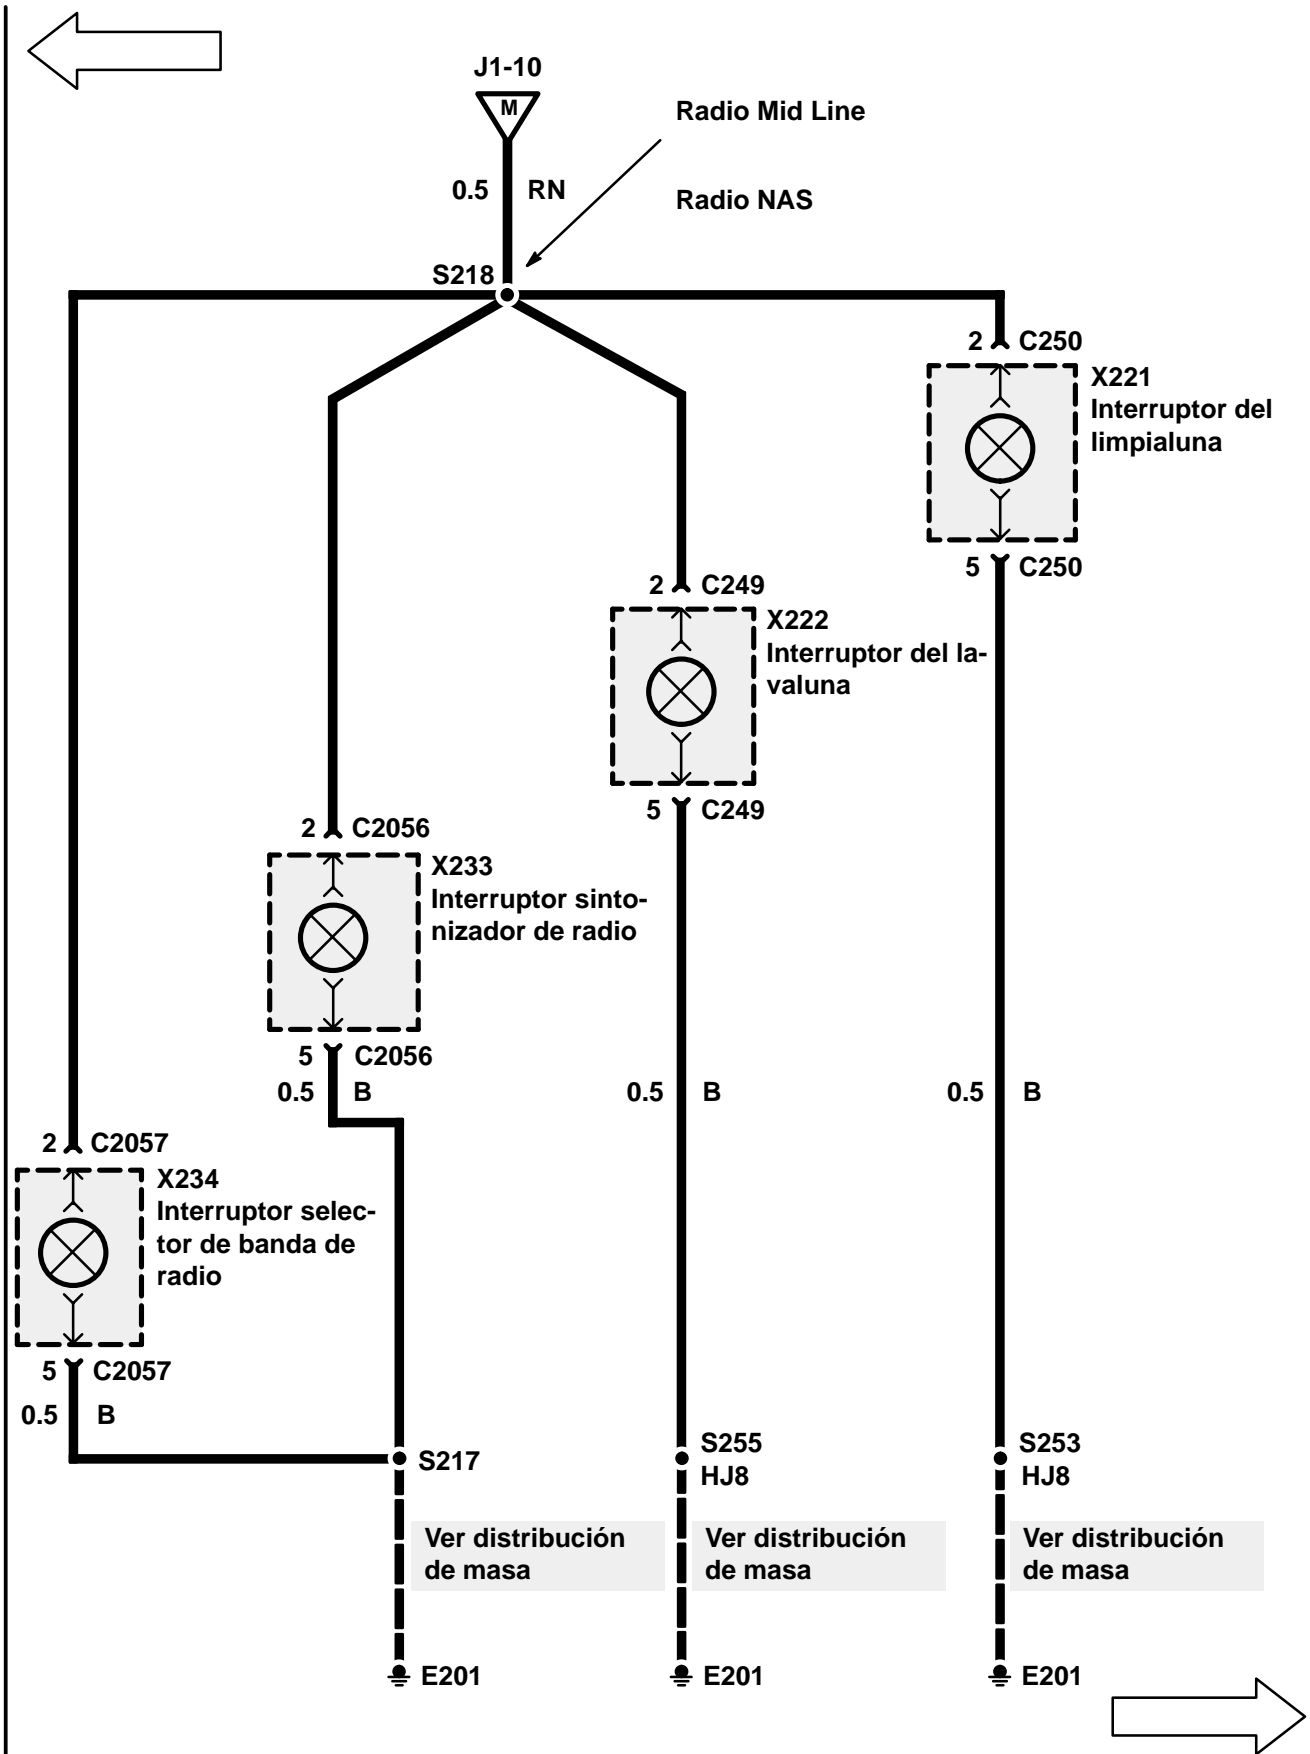 J1-10
M
Radio Mid Line
0.5 RN
Radio NAS
S218
2 C250
X221
Interruptor del
limpialuna
5 C250
2 C249
X222
Interruptor del la-
valuna
5 C249
2 C2056
X233
Interruptor sinto-
nizador de radio
5 C2056
0.5 B
0.5 B
0.5 B
2 C2057
X234
Interruptor selec-
tor de banda de
radio
5 C2057
0.5 B
S217
S255
HJ8
S253
HJ8
Ver distribución
de masa
Ver distribución
de masa
Ver distribución
de masa
E201
E201
E201